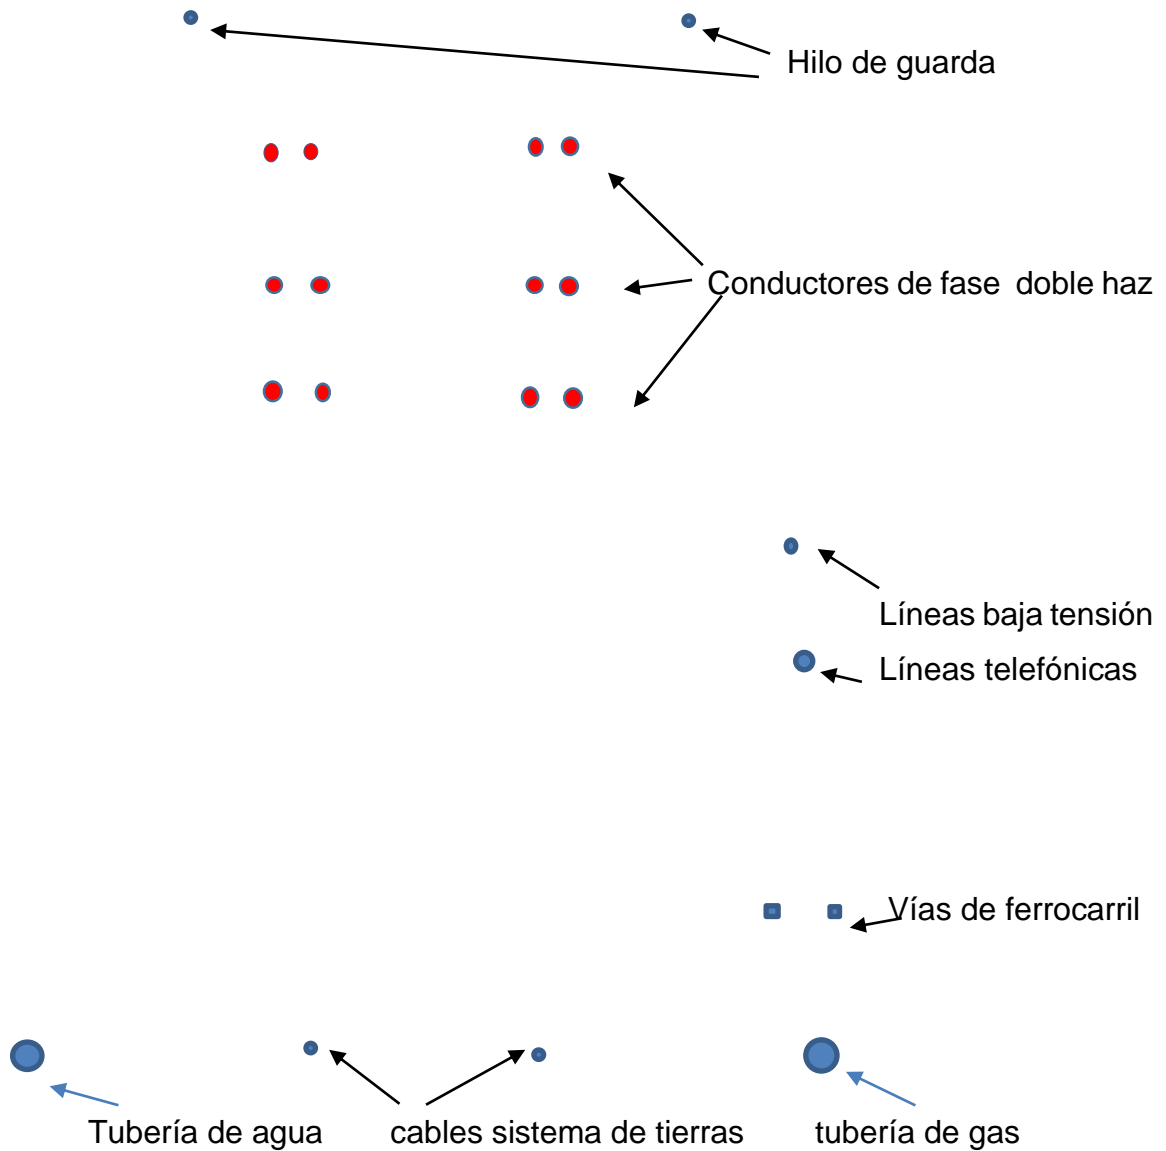 Hilo de guarda
Conductores de fase  doble haz
Líneas baja tensión
Líneas telefónicas
Vías de ferrocarril
Tubería de agua
cables sistema de tierras
tubería de gas